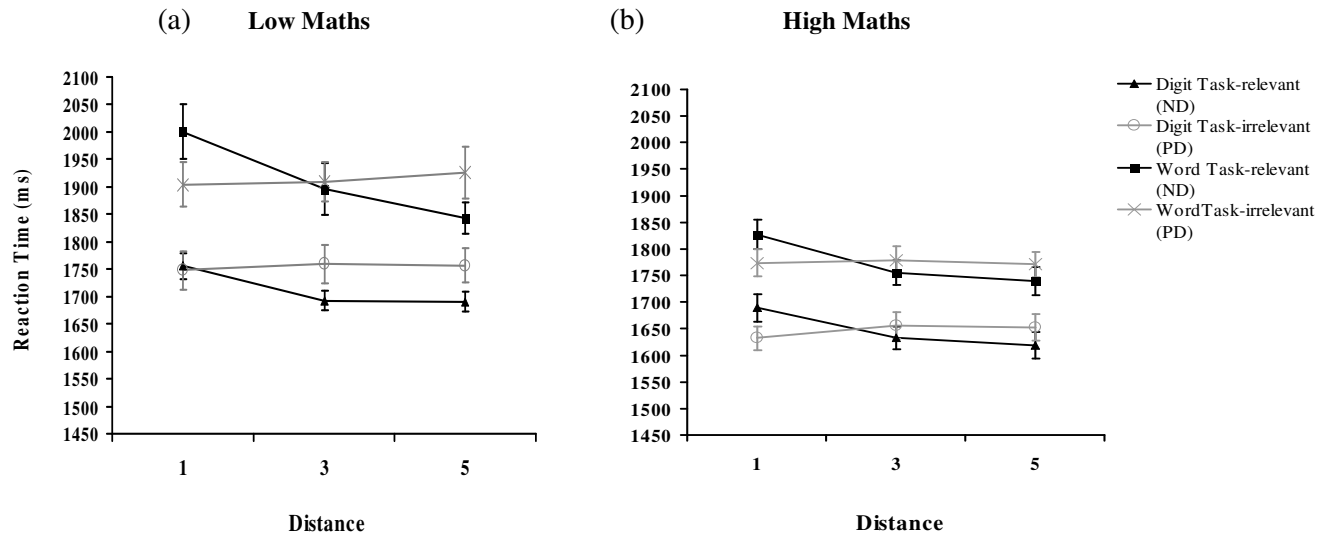 (a) Low Maths
2100
2050
2000
1950
1900
1850
1800
1750
1700
1650
1600
1550
1500
1450
Reaction Time (ms)
1 3 5
Distance
(b) High Maths
2100
2050
2000
1950
1900
1850
1800
1750
1700
1650
1600
1550
1500
1450
1 3 5
Distance
Digit Task-relevant
(ND)
Digit Task-irrelevant
(PD)
Word Task-relevant
(ND)
WordTask-irrelevant
(PD)